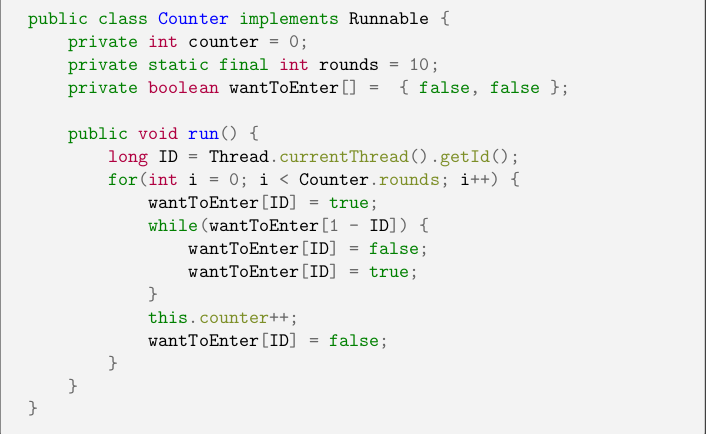 public class Counter implements Runnable {
    private int counter = 0;
    private static final int rounds = 10;
    private boolean wantToEnter[] =  { false, false };

    public void run() {
        long ID = Thread.currentThread().getId();
        for(int i = 0; i < Counter.rounds; i++) {
            wantToEnter[ID] = true;
            while(wantToEnter[1 - ID]) {
                wantToEnter[ID] = false;
                wantToEnter[ID] = true;
            }
            this.counter++;
            wantToEnter[ID] = false;
        }
    }
}